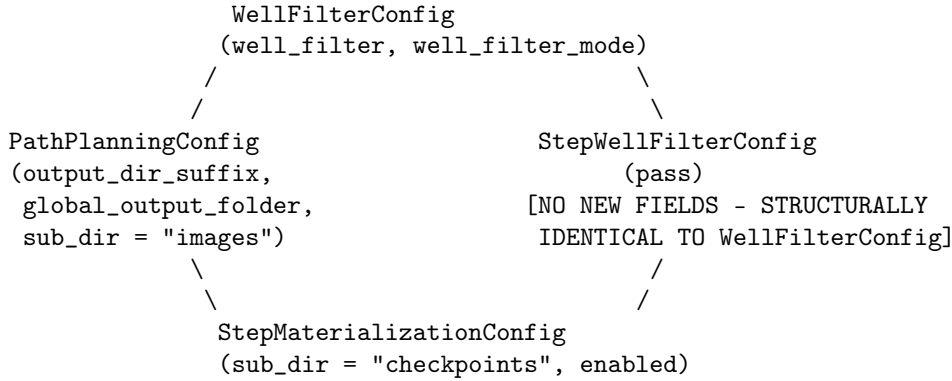 WellFilterConfig
(well_filter, well_filter_mode)
/ \
/ \
PathPlanningConfig StepWellFilterConfig
(output_dir_suffix, (pass)
global_output_folder, [NO NEW FIELDS - STRUCTURALLY
sub_dir = "images") IDENTICAL TO WellFilterConfig]
\ /
\ /
StepMaterializationConfig
(sub_dir = "checkpoints", enabled)